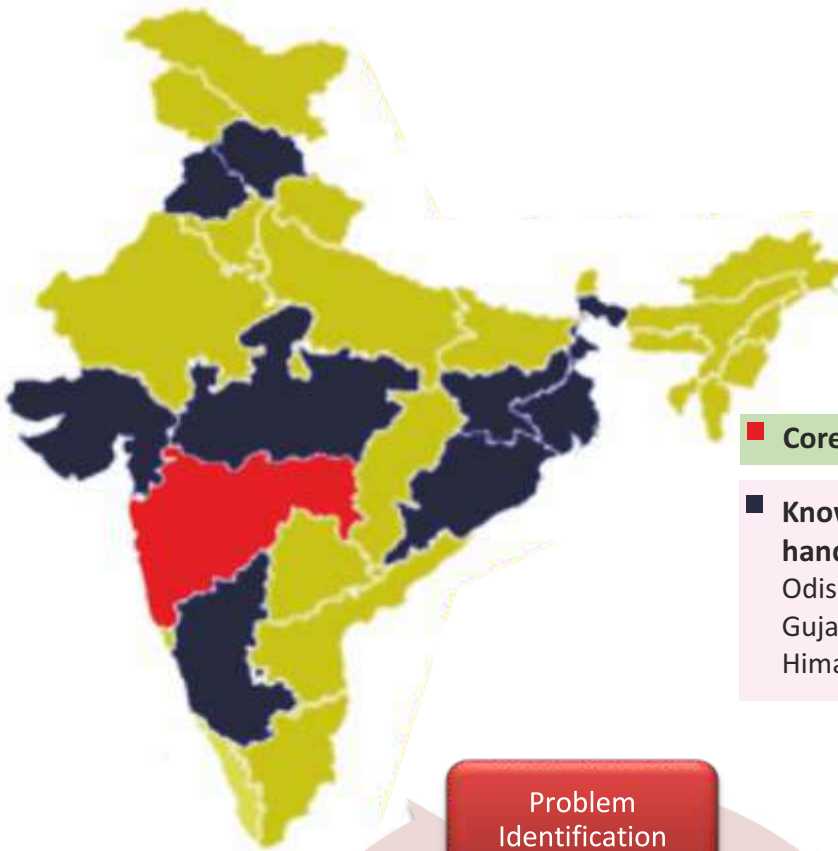 Core
Know
hand
Odis
Guja
Hima
Problem
Identification